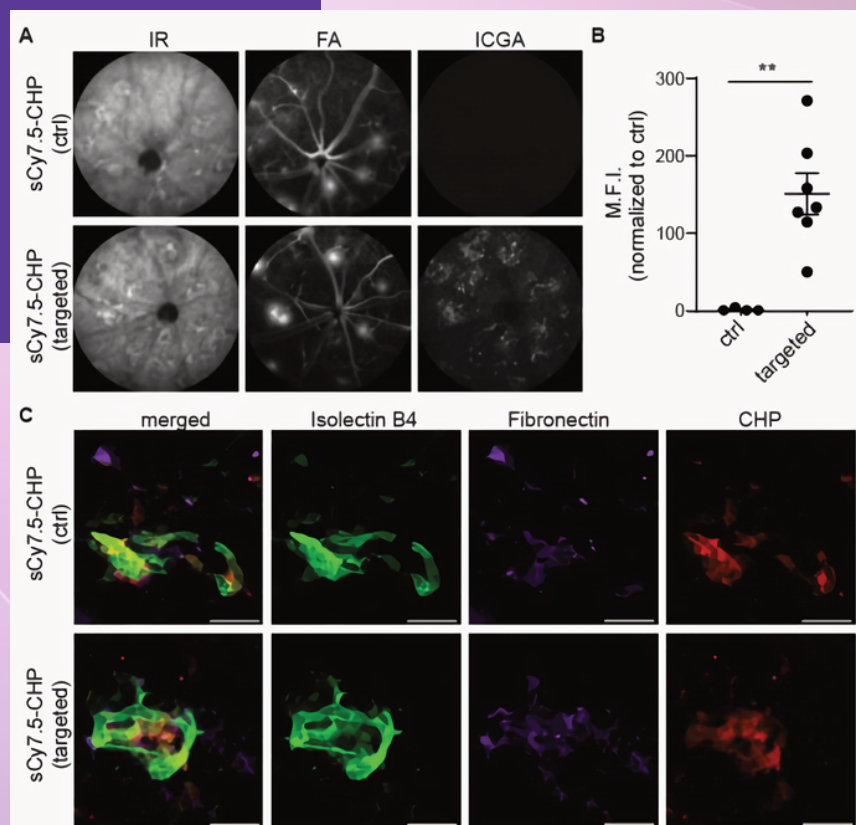 A
IR
FA
ICGA
sCy7.5-CHP
(ctrl)
sCy7.5-CHP
(targeted)
B
**
M.F.I.
(normalized to ctrl)
300
200
100
0
ctrl
targeted
C
merged
Isolectin B4
Fibronectin
CHP
sCy7.5-CHP
(ctrl)
sCy7.5-CHP
(targeted)